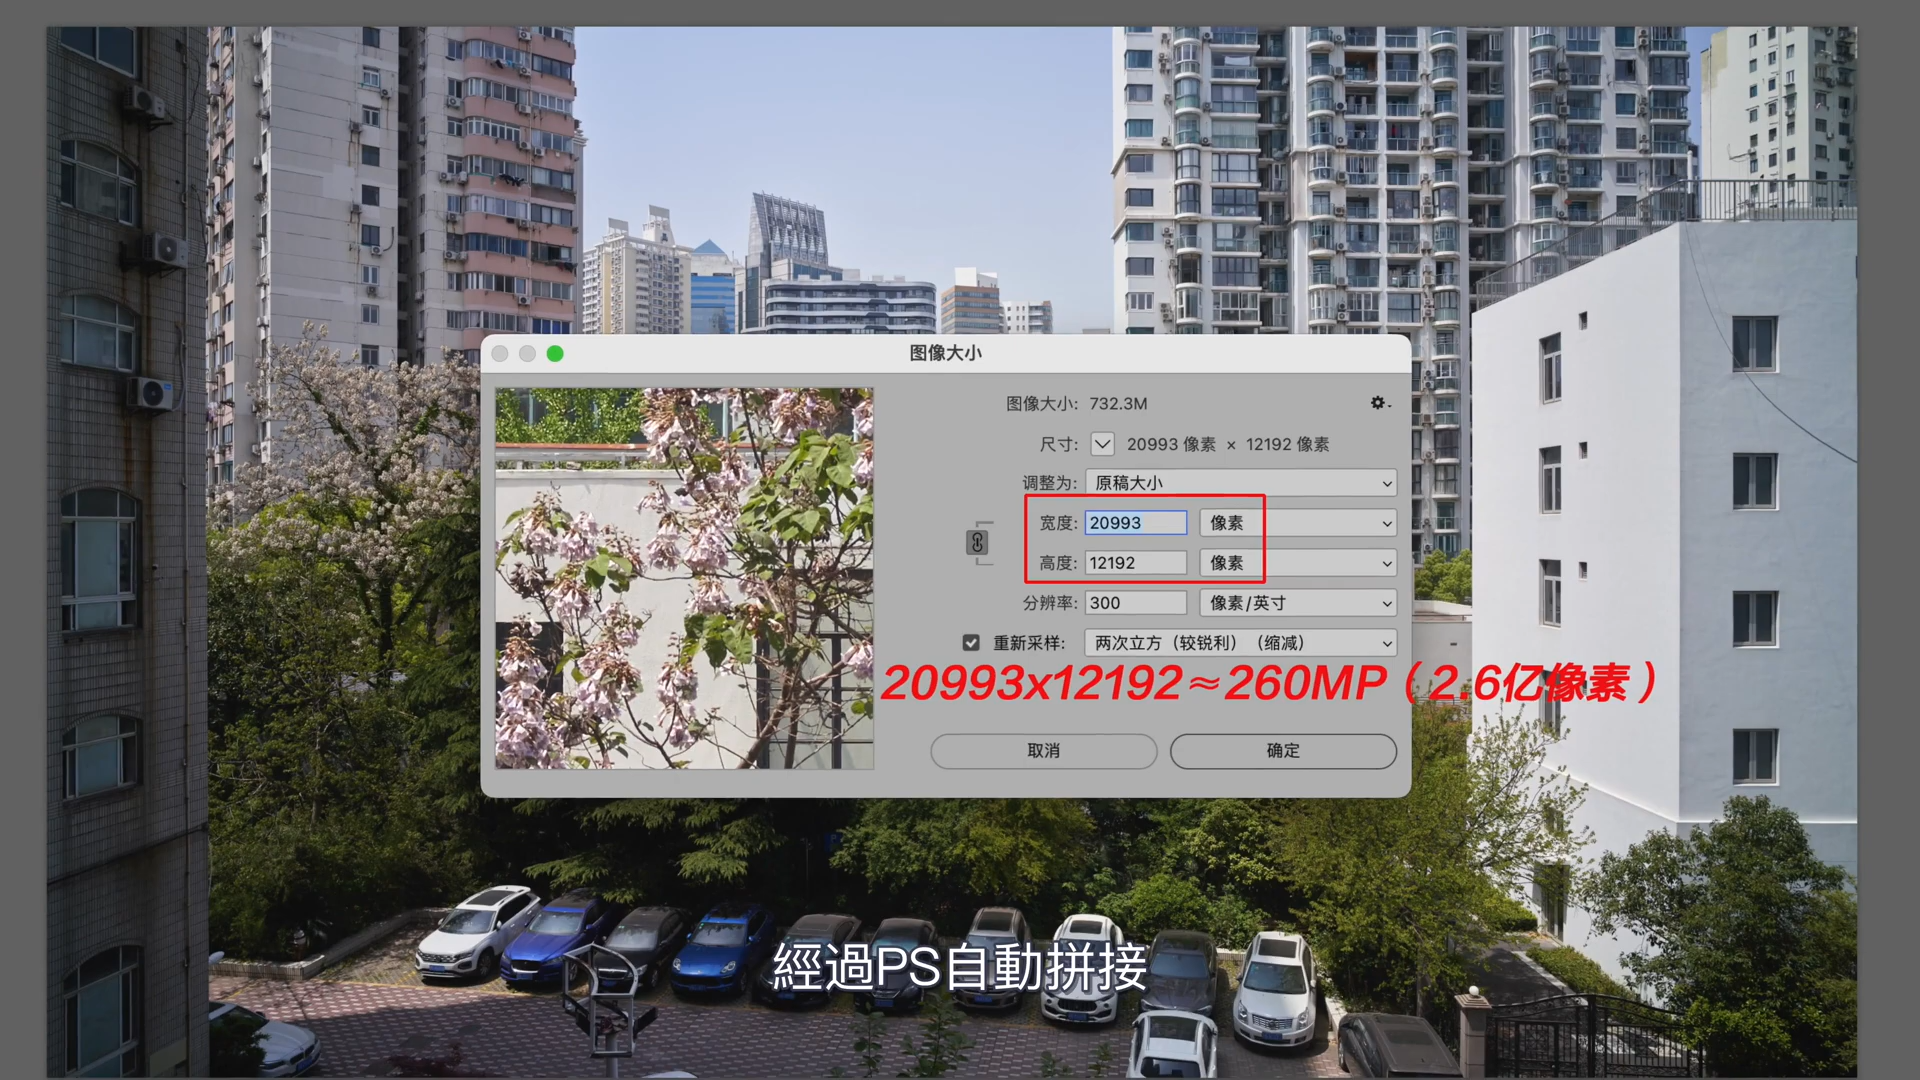 图像大小
图像大小: 732.3M
尺寸: 20993 像素 × 12192 像素
调整为: 原稿大小
宽度: 20993 像素
高度: 12192 像素
分辨率: 300 像素/英寸
重新采样: 两次立方（较锐利）（缩减）
20993x12192≈260MP（2.6亿像素）
取消 确定
經過PS自動拼接